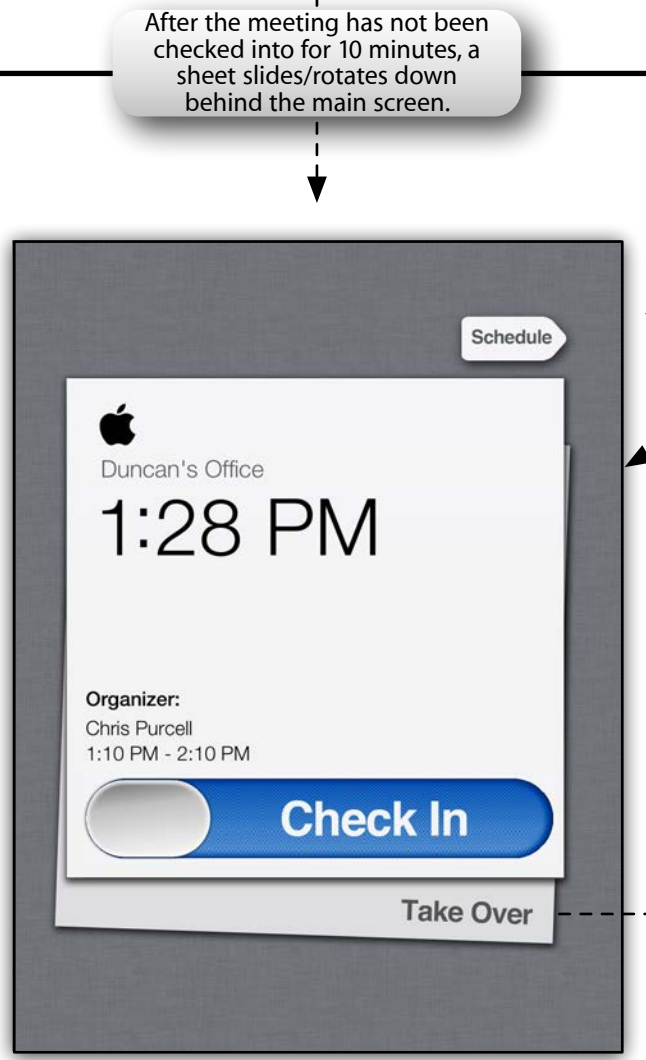 After the meeting has not been
checked into for 10 minutes, a
sheet slides/rotates down
behind the main screen.
Schedule
Duncan's Office
1:28 PM
Organizer:
Chris Purcell
1:10 PM - 2:10 PM
Check In
Take Over